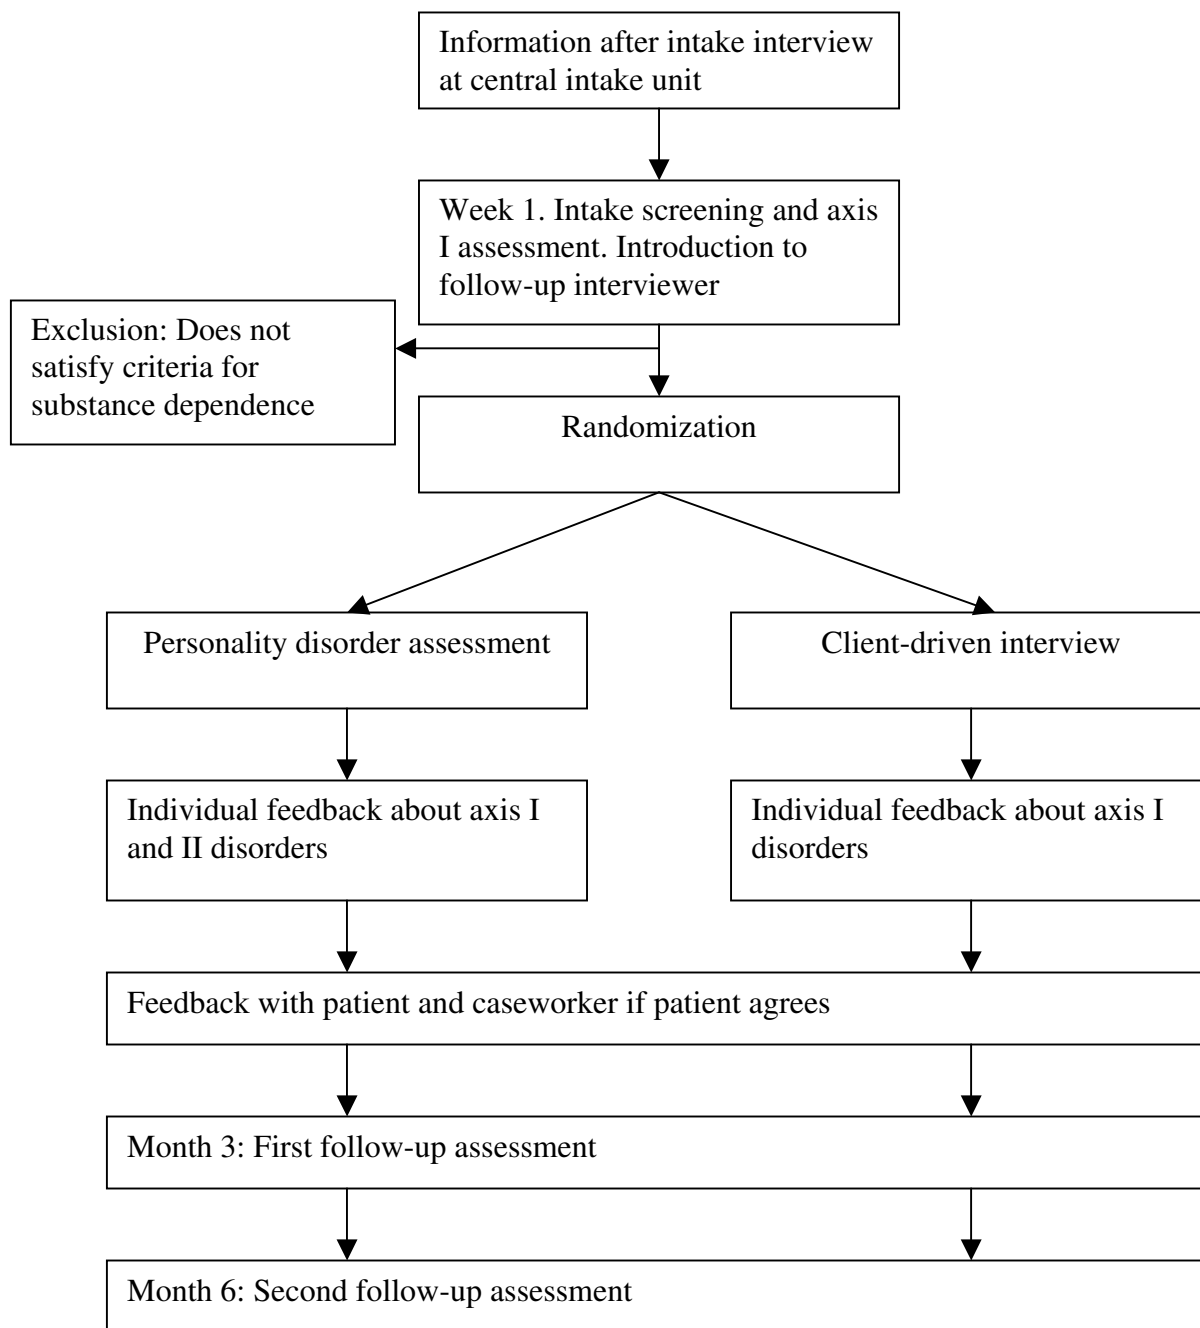 Information after intake interview
at central intake unit
Week 1. Intake screening and axis
I assessment. Introduction to
follow-up interviewer
Exclusion: Does not
satisfy criteria for
substance dependence
Randomization
Personality disorder assessment
Client-driven interview
Individual feedback about axis I
and II disorders
Individual feedback about axis I
disorders
Feedback with patient and caseworker if patient agrees
Month 3: First follow-up assessment
Month 6: Second follow-up assessment